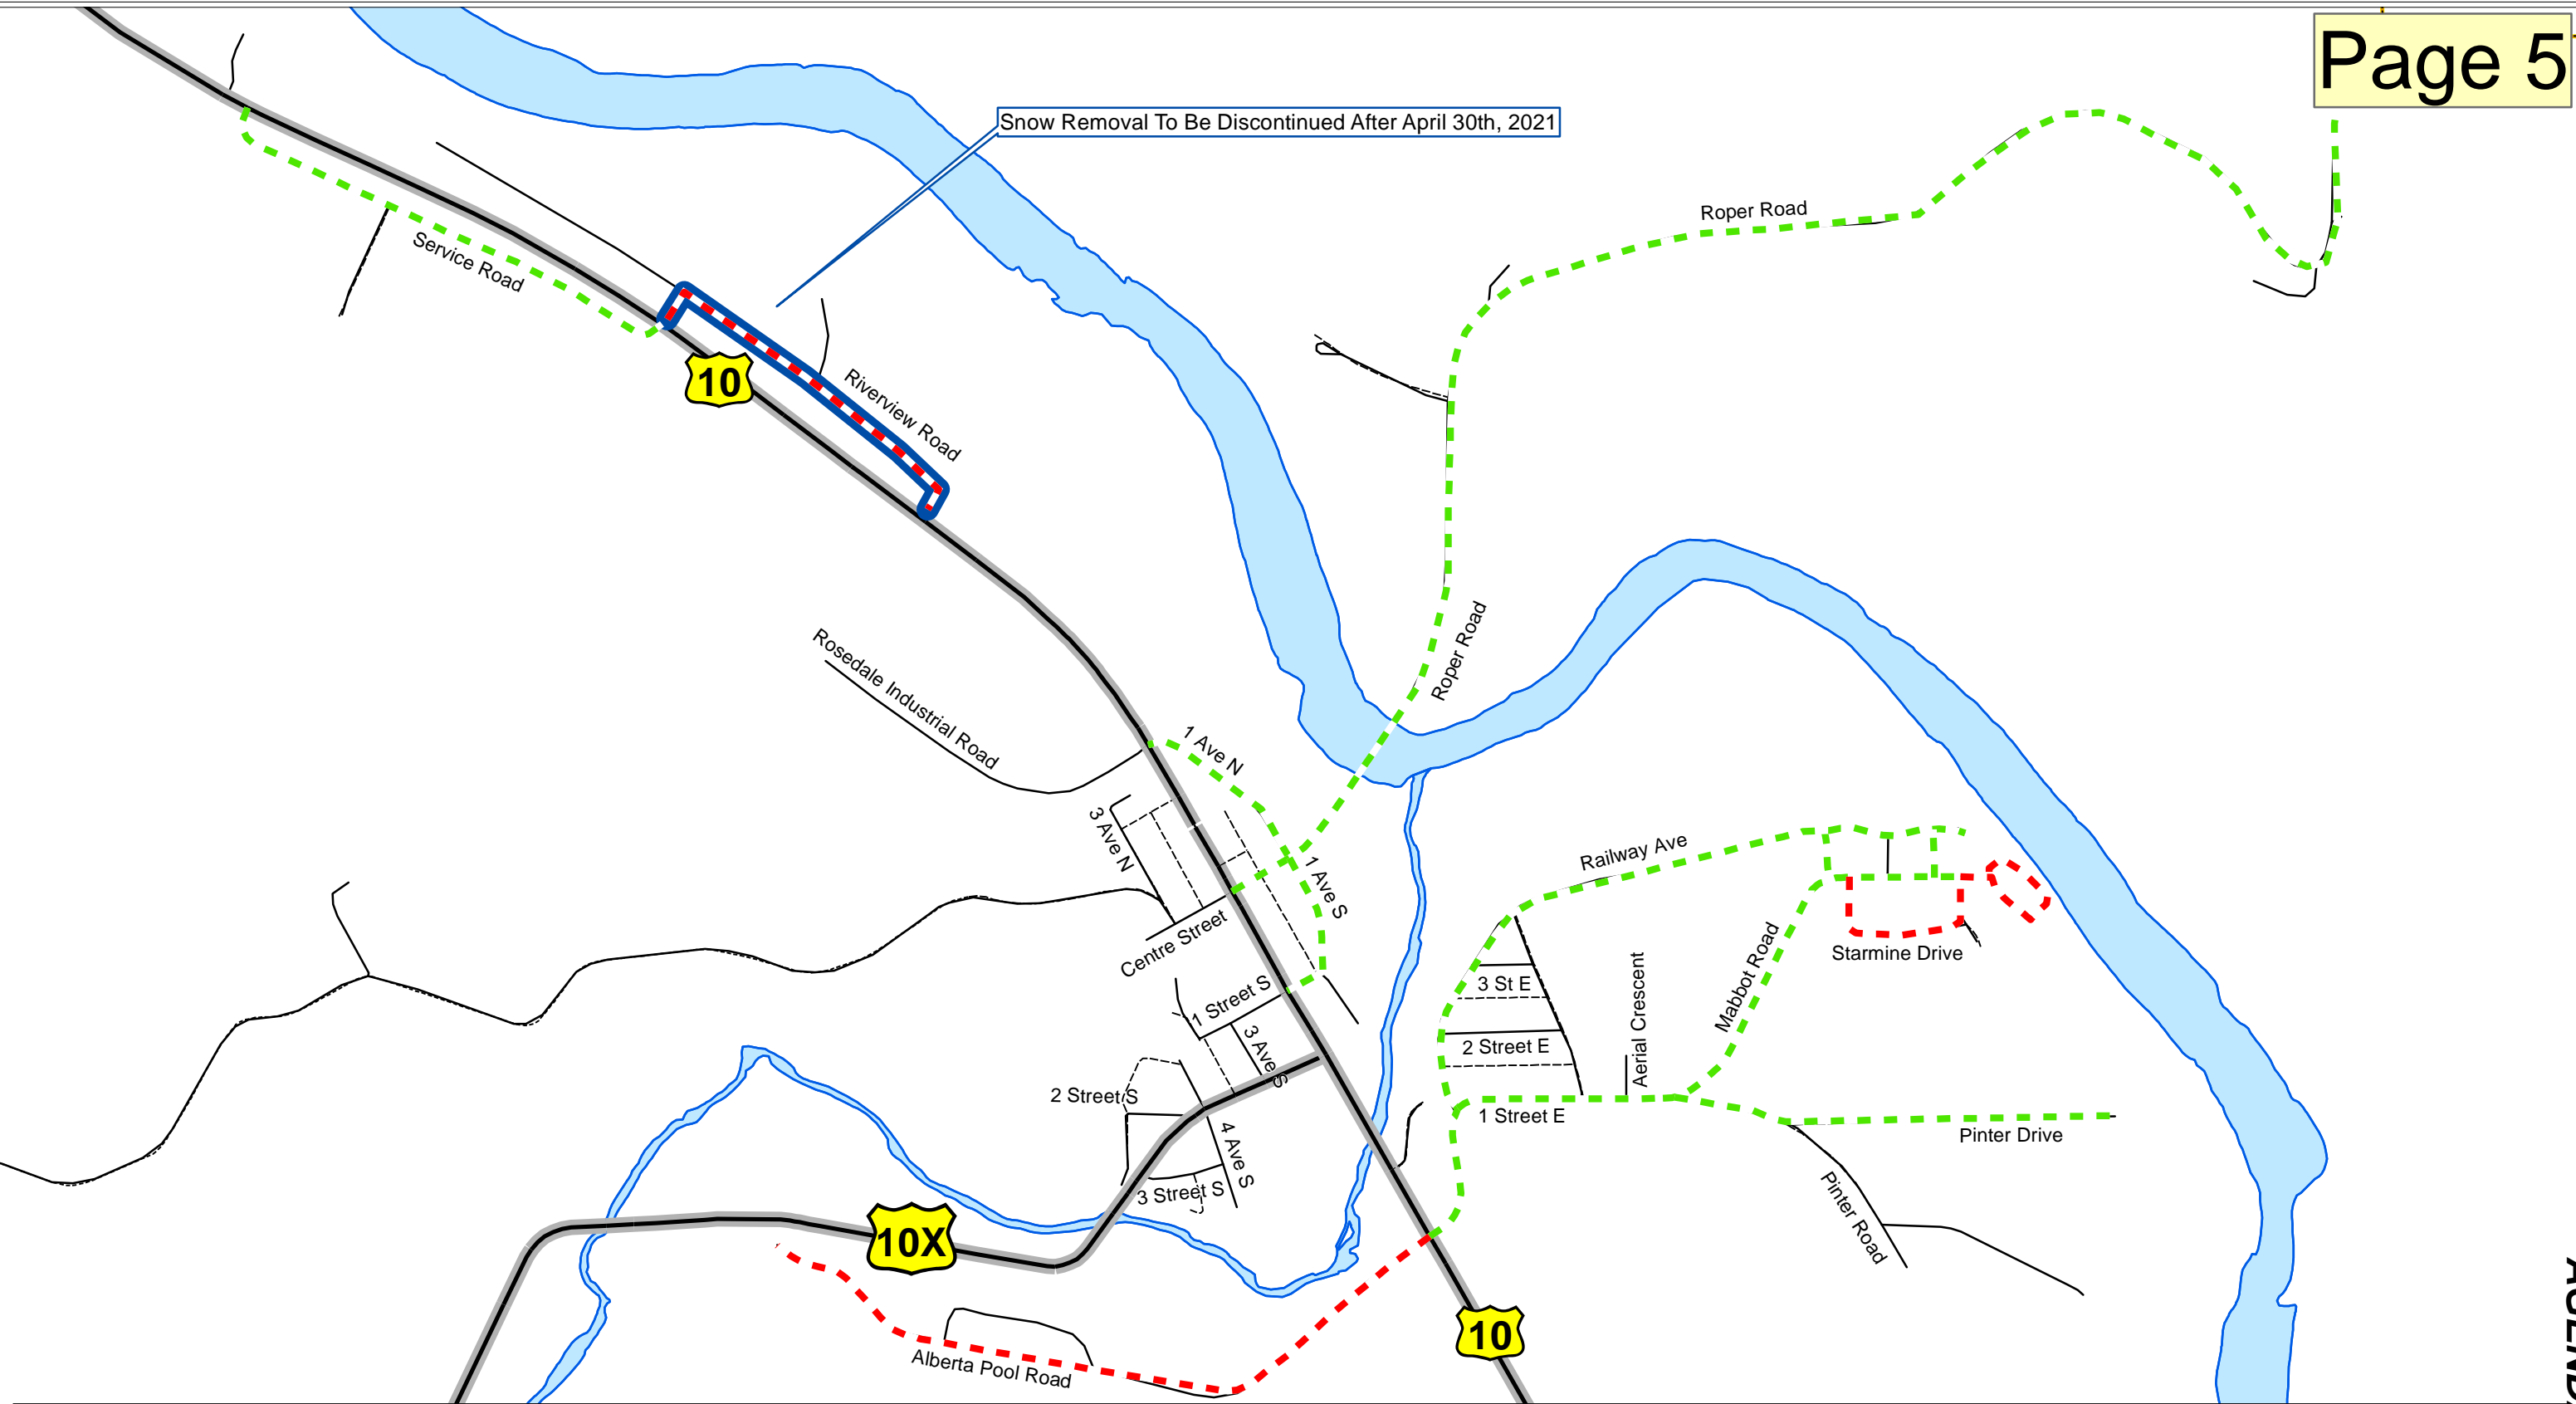 Page 5
Snow Removal To Be Discontinued After April 30th, 2021
Roper Road
Service Road
10
Riverview Road
Roper Road
Rosedale Industrial Road
1 Ave N
3 Ave N
1 Ave S
Railway Ave
Centre Street
Starmine Drive
Mabbot Road
3 St E
1 Street S
Aerial Crescent
2 Street E
3 Ave S
2 Street S
1 Street E
Pinter Drive
4 Ave S
3 Street S
Pinter Road
10X
10
Alberta Pool Road